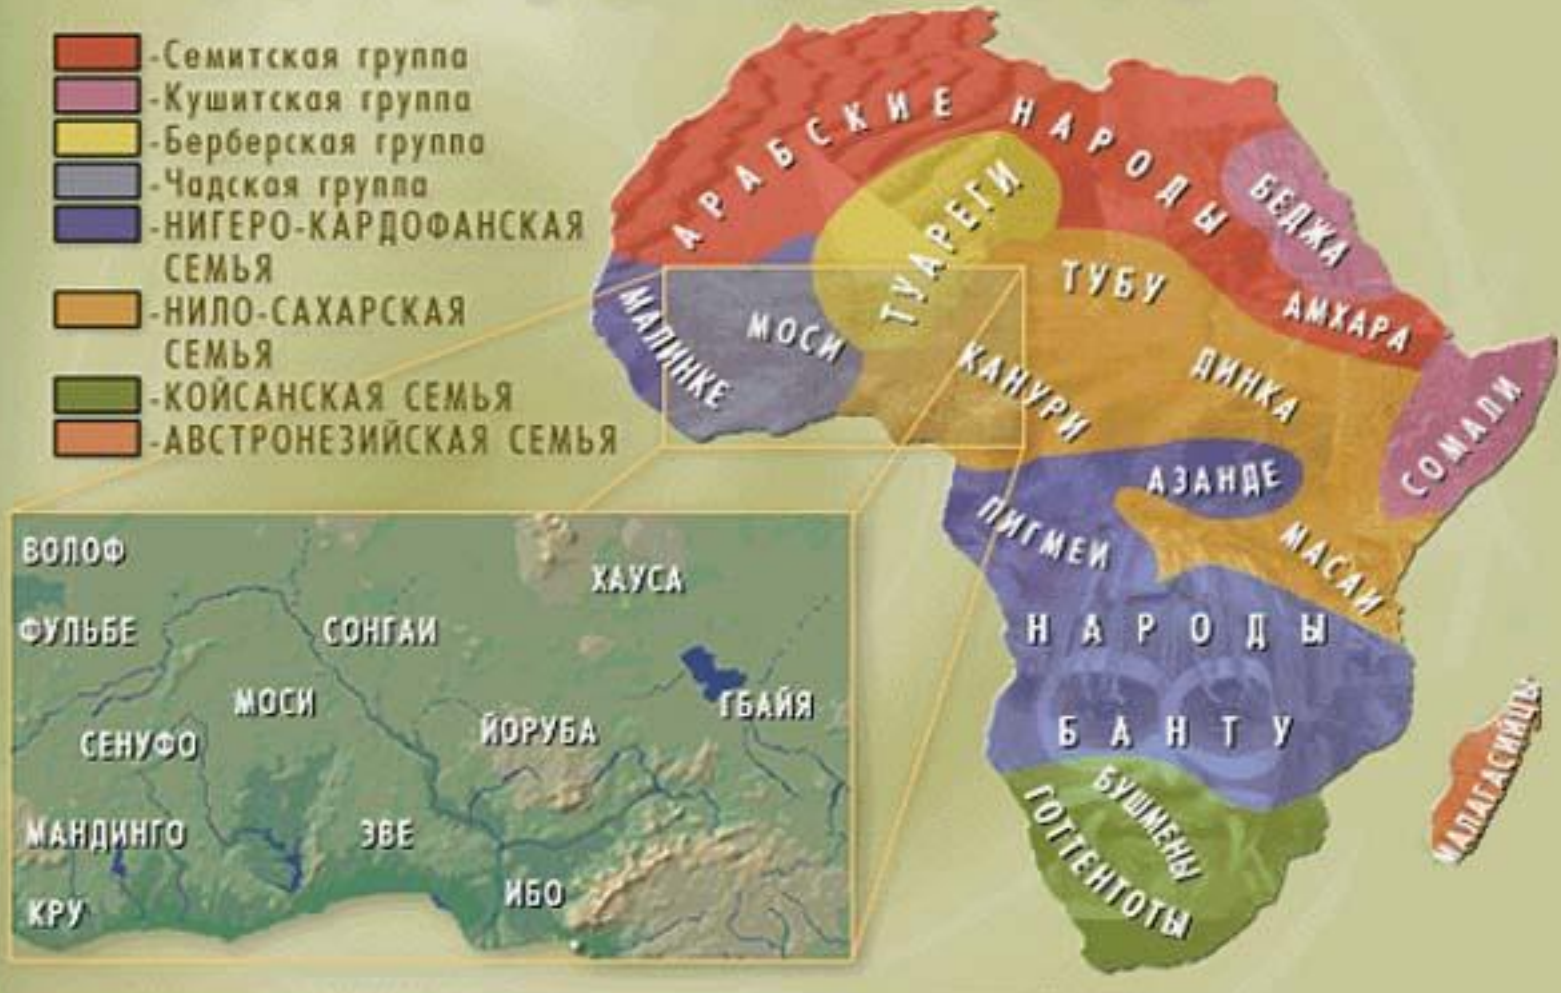 -Семитская группа
-Кушитская группа
-Берберская группа
-Чадская группа
-НИГЕРО-КАРДОФАНСКАЯ
СЕМЬЯ
-НИЛО-САХАРСКАЯ
СЕМЬЯ
-КОЙСАНСКАЯ СЕМЬЯ
-АВСТРОНЕЗИЙСКАЯ СЕМЬЯ
АРАБСКИЕ НАРОДЫ
ТУАРЕГИ
БЕДЖА
ТУБУ
АМХАРА
МАЛИНКЕ
МОСИ
КАНУРИ
ДИНКА
СОМАЛИ
АЗАНДЕ
ПИГМЕИ
МАСАИ
НАРОДЫ
БАНТУ
БУШМЕНЫ
ГОТТЕНТОТЫ
МАЛАГАСИЙЦЫ
ВОЛОФ
ХАУСА
ФУЛЬБЕ
СОНГАИ
МОСИ
ГБАЙЯ
СЕНУФО
ЙОРУБА
МАНДИНГО
ЭВЕ
ИБО
КРУ